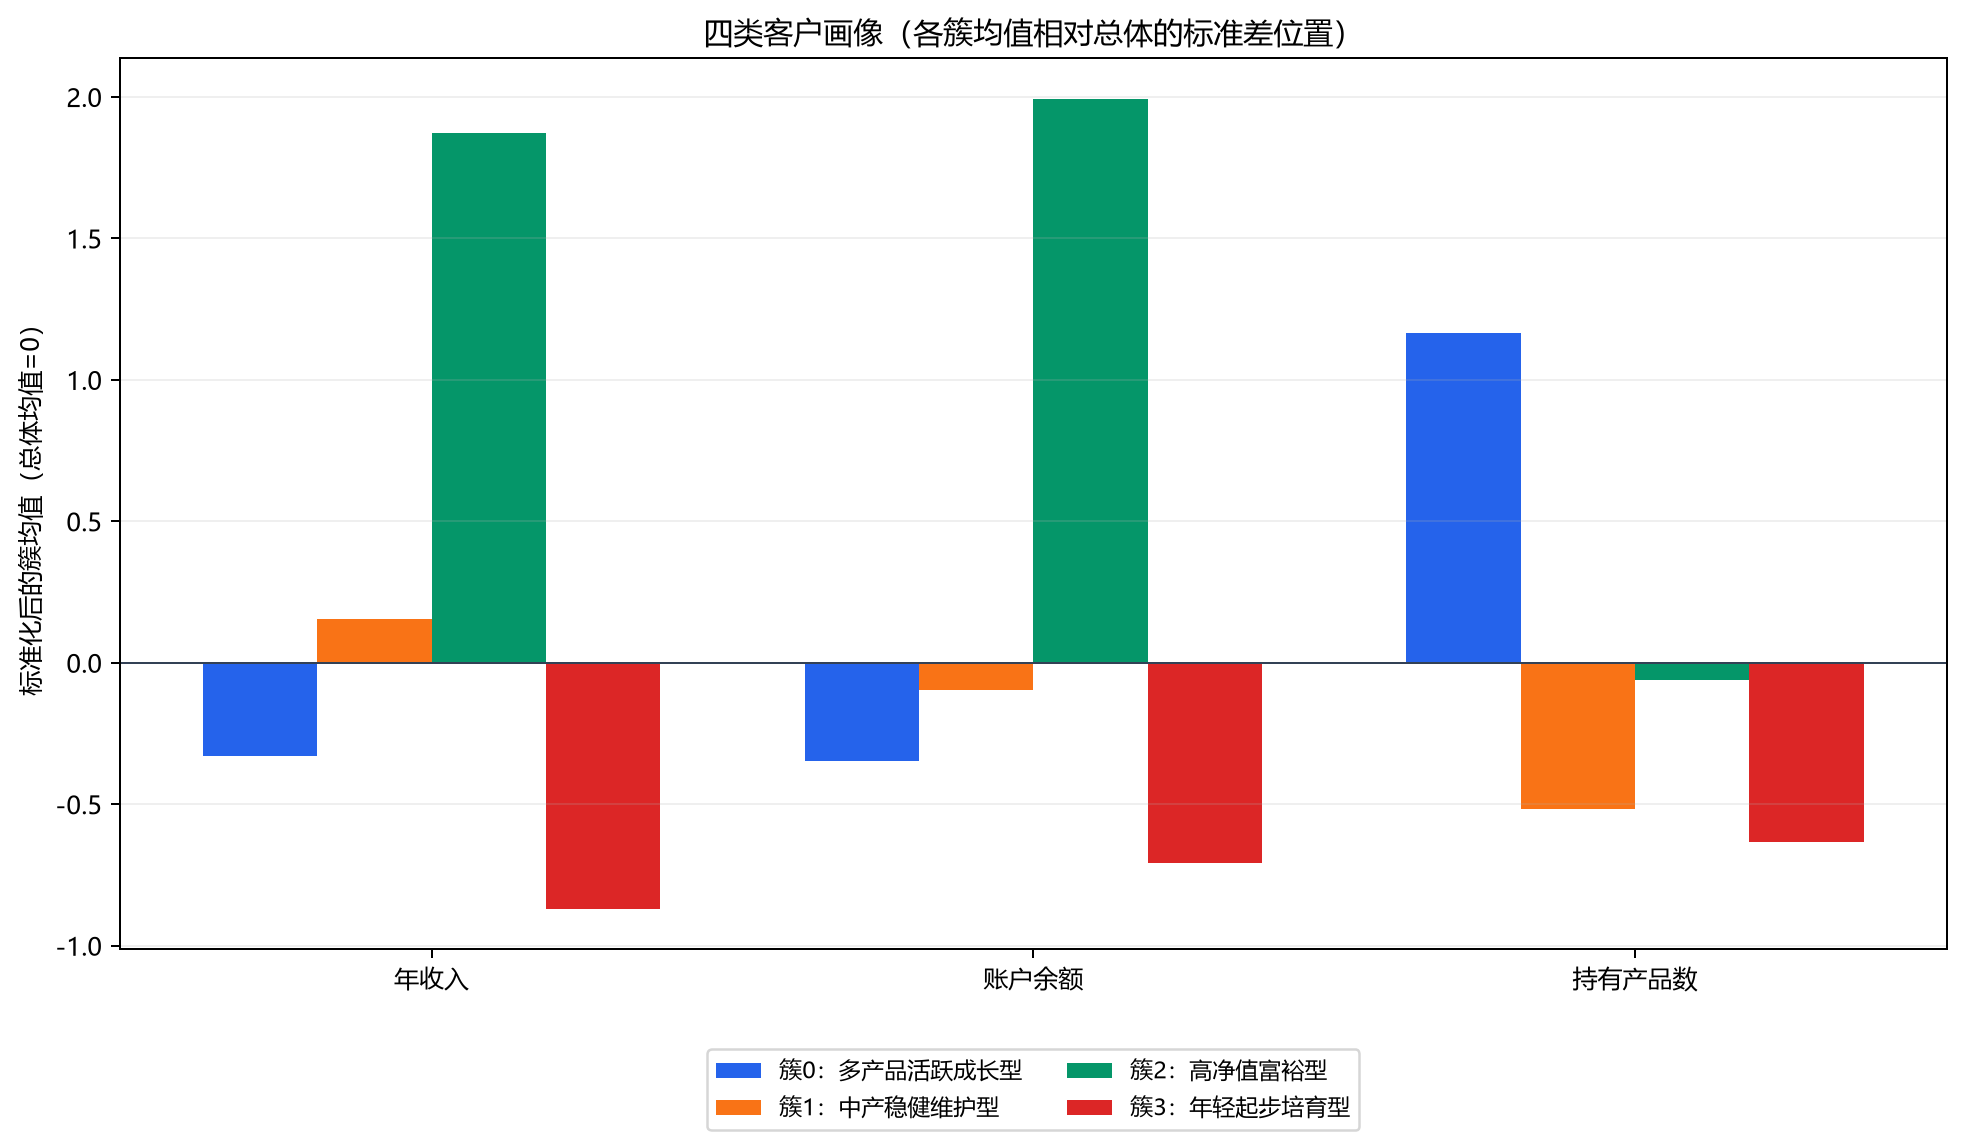 四类客户画像（各簇均值相对总体的标准差位置）
标准化后的簇均值（总体均值=0）
2.0
1.5
1.0
0.5
0.0
-0.5
-1.0
年收入
账户余额
持有产品数
簇0：多产品活跃成长型
簇1：中产稳健维护型
簇2：高净值富裕型
簇3：年轻起步培育型